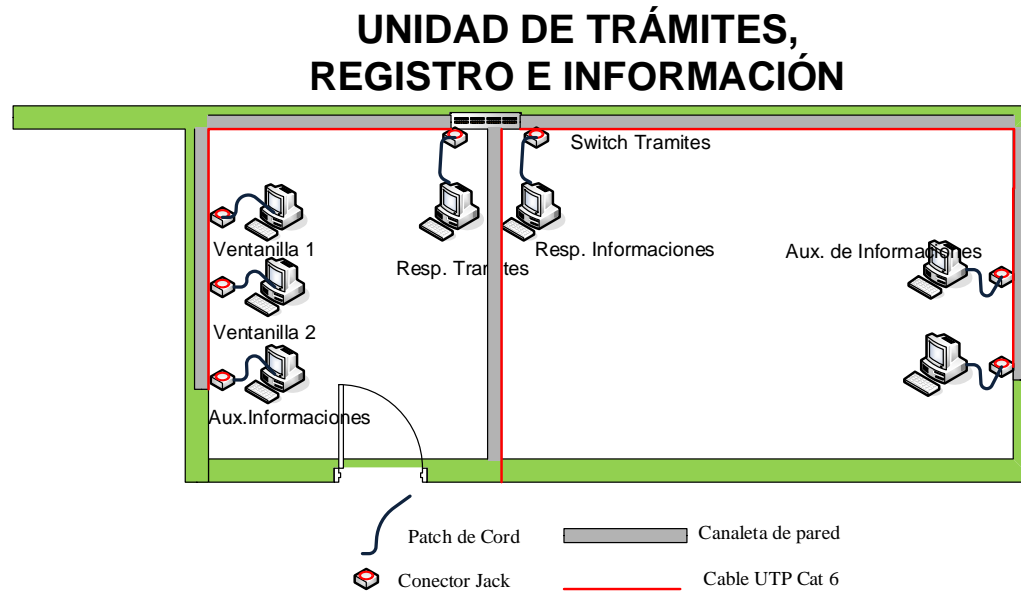 UNIDAD DE TRÁMITES,
REGISTRO E INFORMACIÓN
Switch Tramites
Ventanilla 1
Resp. Tramites
Resp. Informaciones
Aux. de Informaciones
Ventanilla 2
Aux.Informaciones
Patch de Cord
Canaleta de pared
Conector Jack
Cable UTP Cat 6